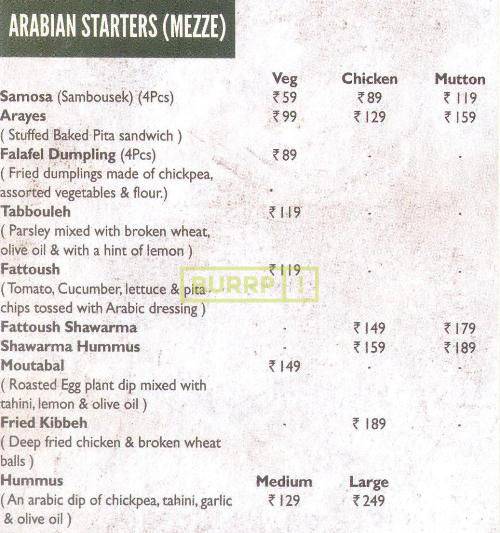 ARABIAN STARTERS (MEZZE)
Veg Chicken Mutton
Samosa (Sambousek) (4Pcs) ₹59 ₹89 ₹ 119
Arayes ₹99 ₹ 129 ₹ 159
( Stuffed Baked Pita sandwich )
Falafel Dumpling (4Pcs) ₹ 89 - -
( Fried dumplings made of chickpea,
assorted vegetables & flour.) -
Tabbouleh ₹ 119 - -
( Parsley mixed with broken wheat,
olive oil & with a hint of lemon )
Fattoush ₹ 119 - -
BURRP!
(Tomato, Cucumber, lettuce & pita
chips tossed with Arabic dressing )
Fattoush Shawarma - ₹ 149 ₹ 179
Shawarma Hummus - ₹ 159 ₹ 189
Moutabal ₹ 149 - -
( Roasted Egg plant dip mixed with
tahini, lemon & olive oil )
Fried Kibbeh - ₹ 189 -
( Deep fried chicken & broken wheat
balls )
Hummus Medium Large
(An arabic dip of chickpea, tahini, garlic ₹ 129 ₹ 249
& olive oil )